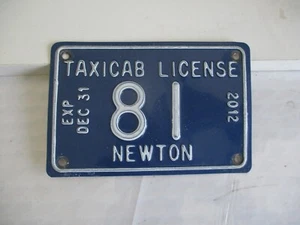 TAXICAB LICENSE
EXP
DEC 31
81
2012
NEWTON